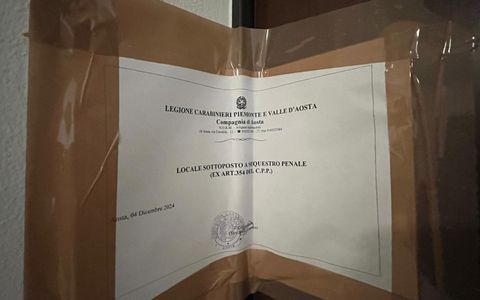 LEGIONE CARABINIERI PIEMONTE E VALLE D'AOSTA
Compagnia di Aosta
LOCALE SOTTOPOSTO A SEQUESTRO PENALE
(EX ART.354 DEL C.P.P.)
Aosta, 04 Dicembre 2024